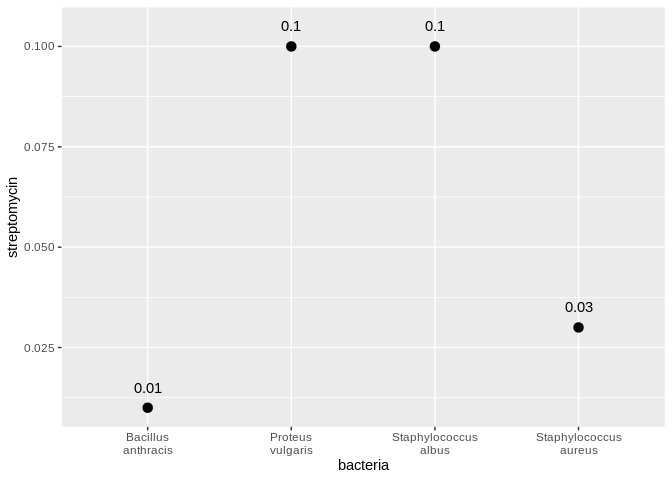 0.1 0.1
0.100
0.075
streptomycin
0.050
0.03
0.025
0.01
Bacillus Proteus Staphylococcus Staphylococcus
anthracis vulgaris albus aureus
bacteria